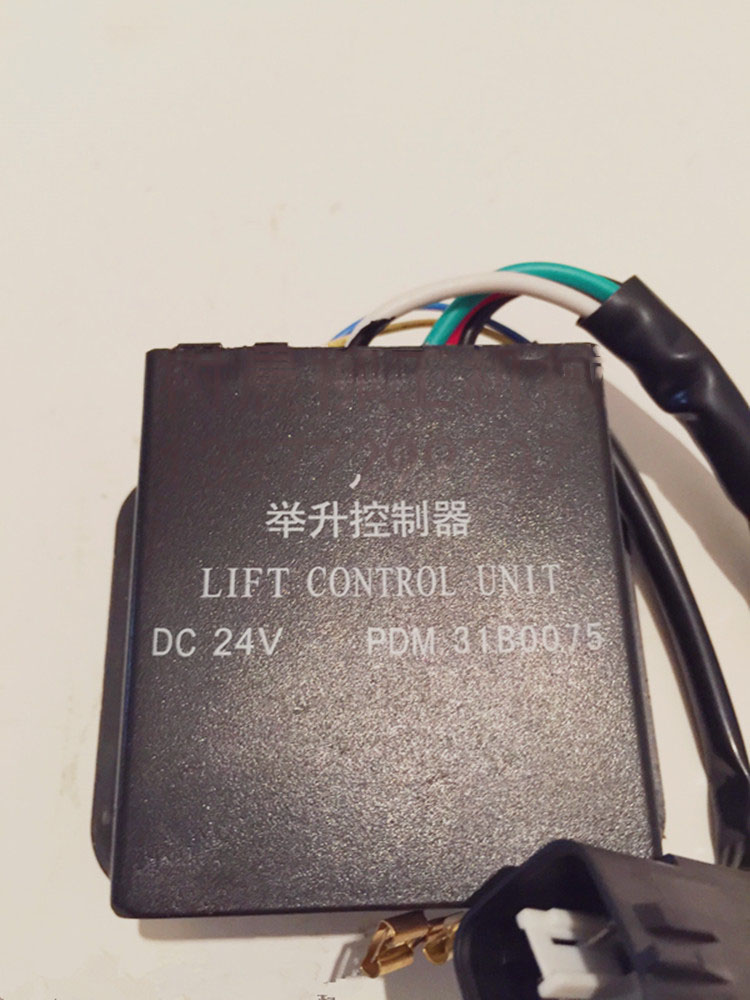 举升控制器
LIFT CONTROL UNIT
DC 24V PDM 31B0075